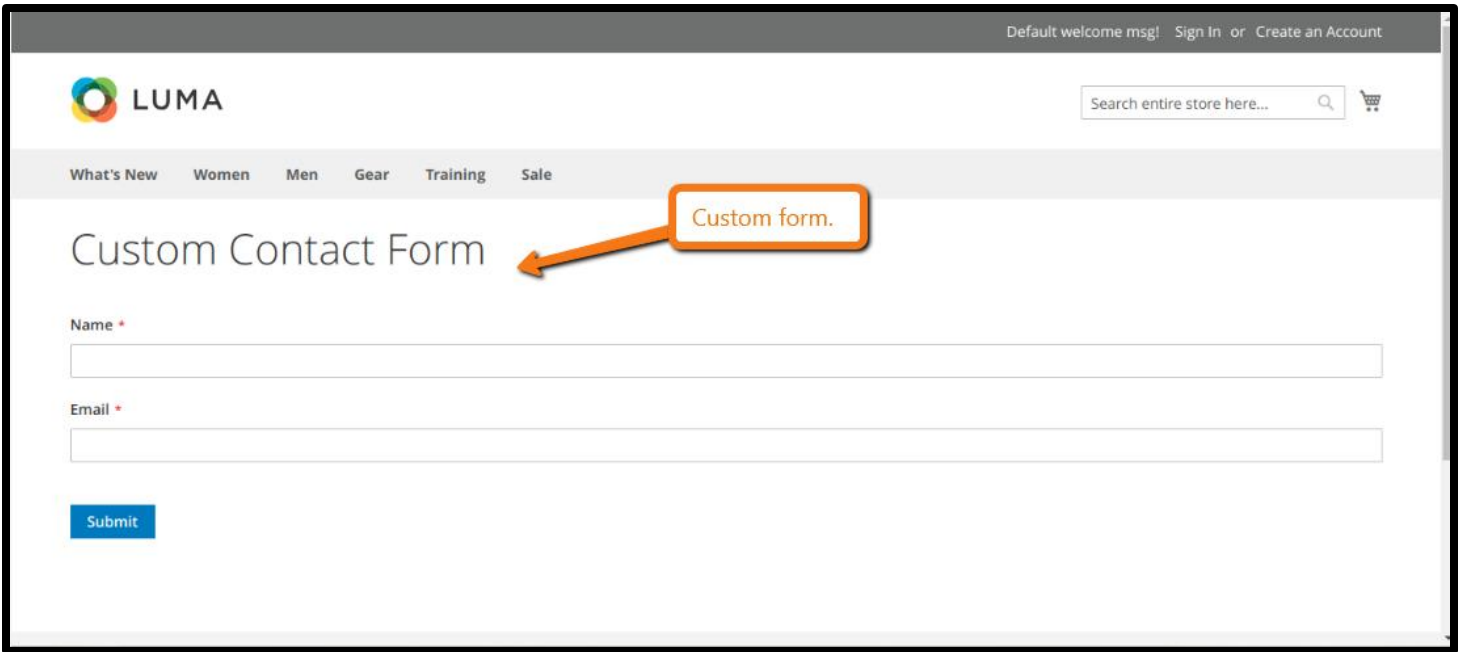 Default welcome msg! Sign In or Create an Account
LUMA
Search entire store here...
What's New Women Men Gear Training Sale
Custom form.
Custom Contact Form
Name *
Email *
Submit